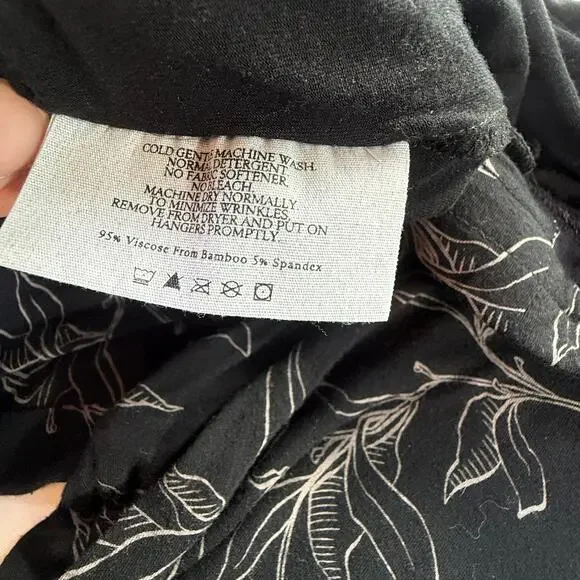 COLD GENTLE MACHINE WASH.
NORMAL DETERGENT
NO FABRIC SOFTENER
NO BLEACH.
MACHINE DRY NORMALLY
TO MINIMIZE WRINKLES,
REMOVE FROM DRYER AND PUT ON
HANGERS PROMPTLY.
95% Viscose From Bamboo 5% Spandex